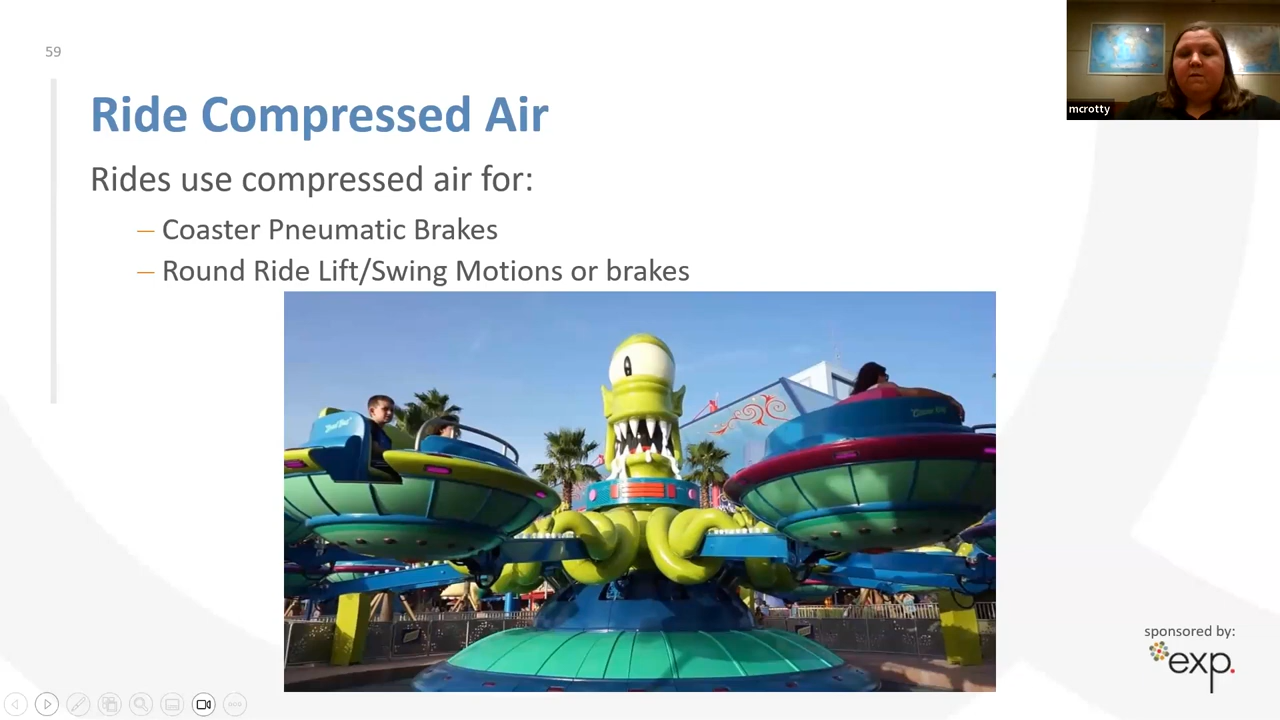 59
Ride Compressed Air
Rides use compressed air for:
– Coaster Pneumatic Brakes
– Round Ride Lift/Swing Motions or brakes
mcrotty
sponsored by:
exp.